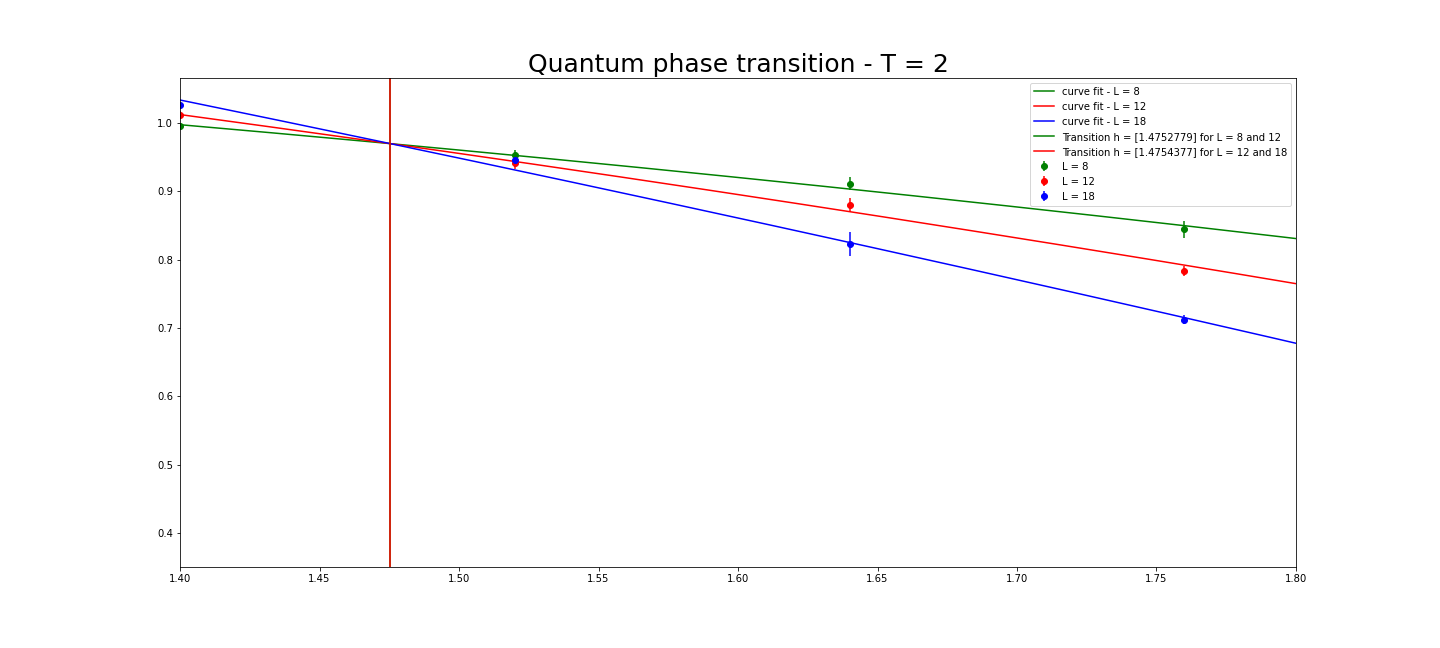 Quantum phase transition - T = 2
curve fit - L = 8
curve fit - L = 12
curve fit - L = 18
Transition h = [1.4752779] for L = 8 and 12
Transition h = [1.4754377] for L = 12 and 18
L = 8
L = 12
L = 18
1.0
0.9
0.8
0.7
0.6
0.5
0.4
1.40 1.45 1.50 1.55 1.60 1.65 1.70 1.75 1.80